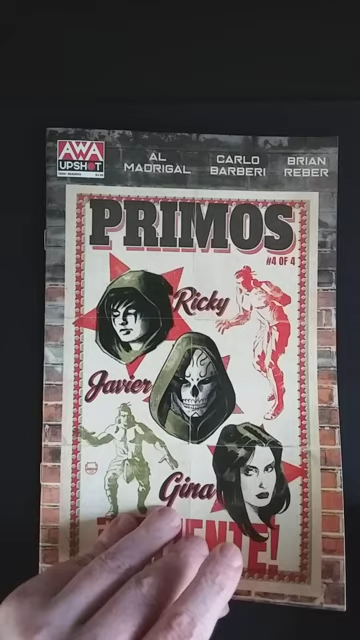 AWA
UPSHOT
AL MADRIGAL
CARLO BARBERI
BRIAN REBER
PRIMOS
#4 OF 4
Ricky
Javier
Gina